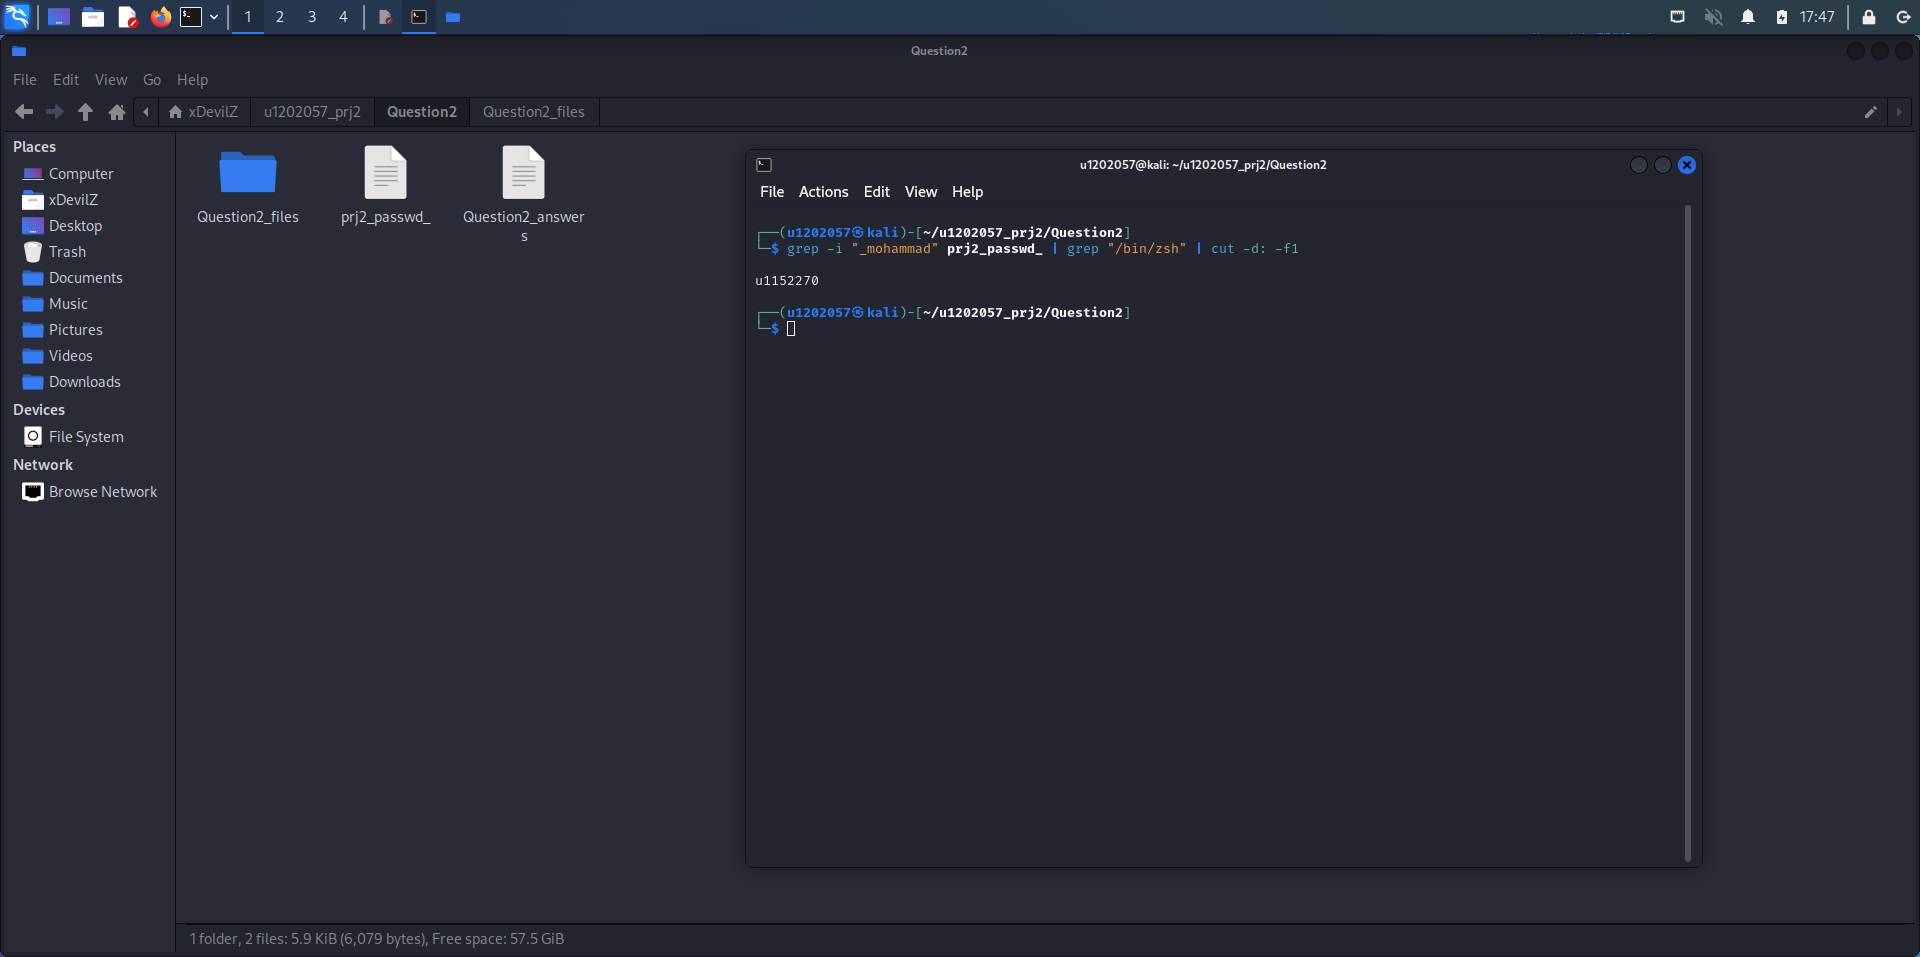 1 2 3 4 17:47
Question2
File Edit View Go Help
xDevilZ u1202057_prj2 Question2 Question2_files
Places
Computer
xDevilZ
Desktop
Trash
Documents
Music
Pictures
Videos
Downloads
Devices
File System
Network
Browse Network
Question2_files
prj2_passwd_
Question2_answer
s
u1202057@kali: ~/u1202057_prj2/Question2
File Actions Edit View Help
┌──(u1202057㉿kali)-[~/u1202057_prj2/Question2]
└─$ grep -i "_mohammad" prj2_passwd_ | grep "/bin/zsh" | cut -d: -f1
u1152270
┌──(u1202057㉿kali)-[~/u1202057_prj2/Question2]
└─$
1 folder, 2 files: 5.9 KiB (6,079 bytes), Free space: 57.5 GiB